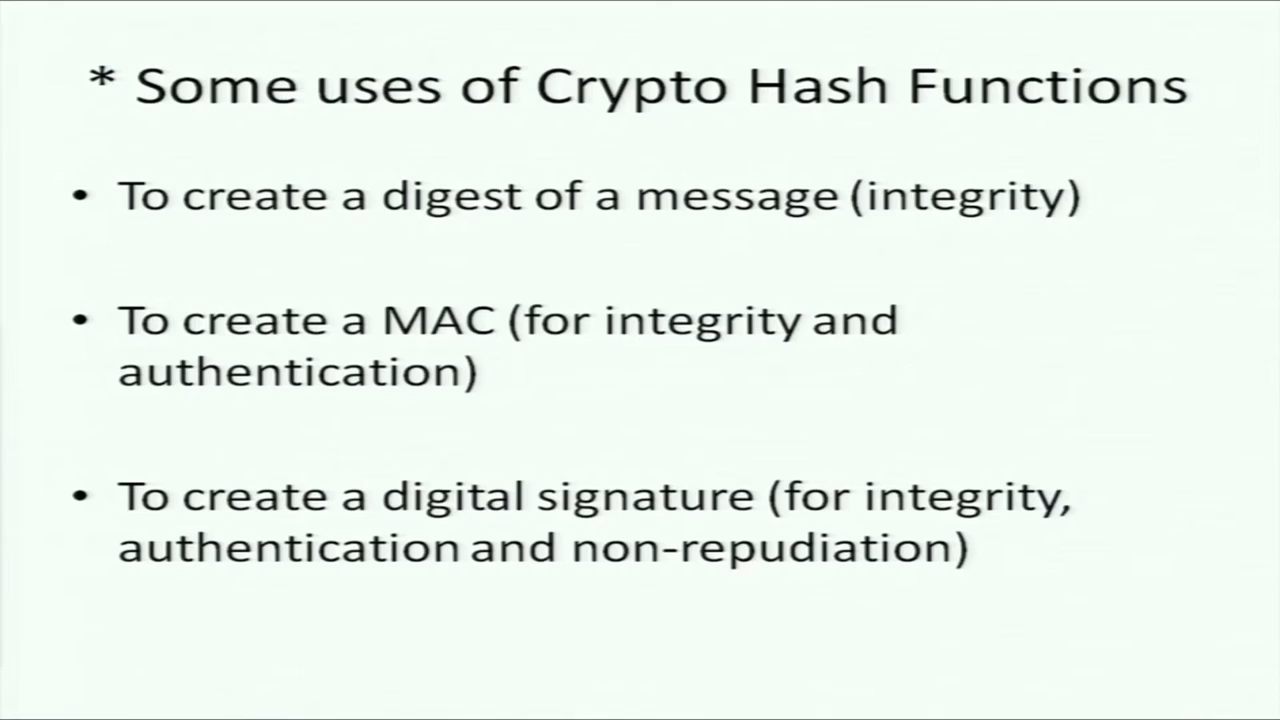 * Some uses of Crypto Hash Functions
• To create a digest of a message (integrity)
• To create a MAC (for integrity and
authentication)
• To create a digital signature (for integrity,
authentication and non-repudiation)